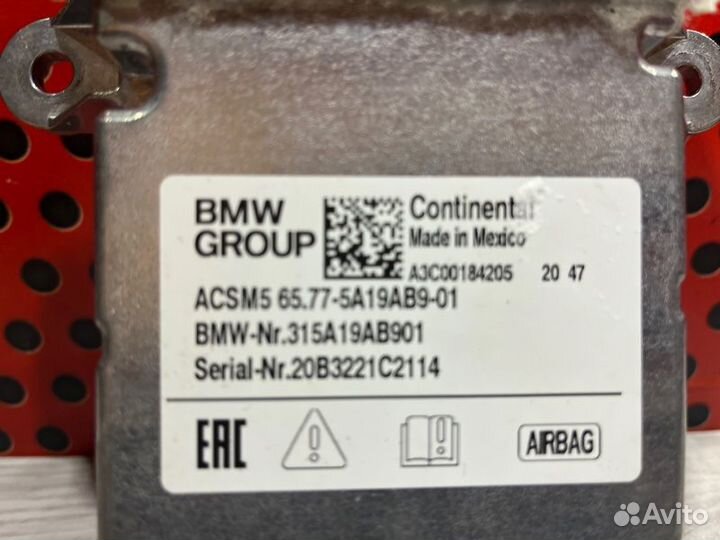 BMW
GROUP
Continental
Made in Mexico
A3C00184205 20 47
ACSM5 65.77-5A19AB9-01
BMW-Nr.315A19AB901
Serial-Nr.20B3221C2114
EAC
AIRBAG
Avito